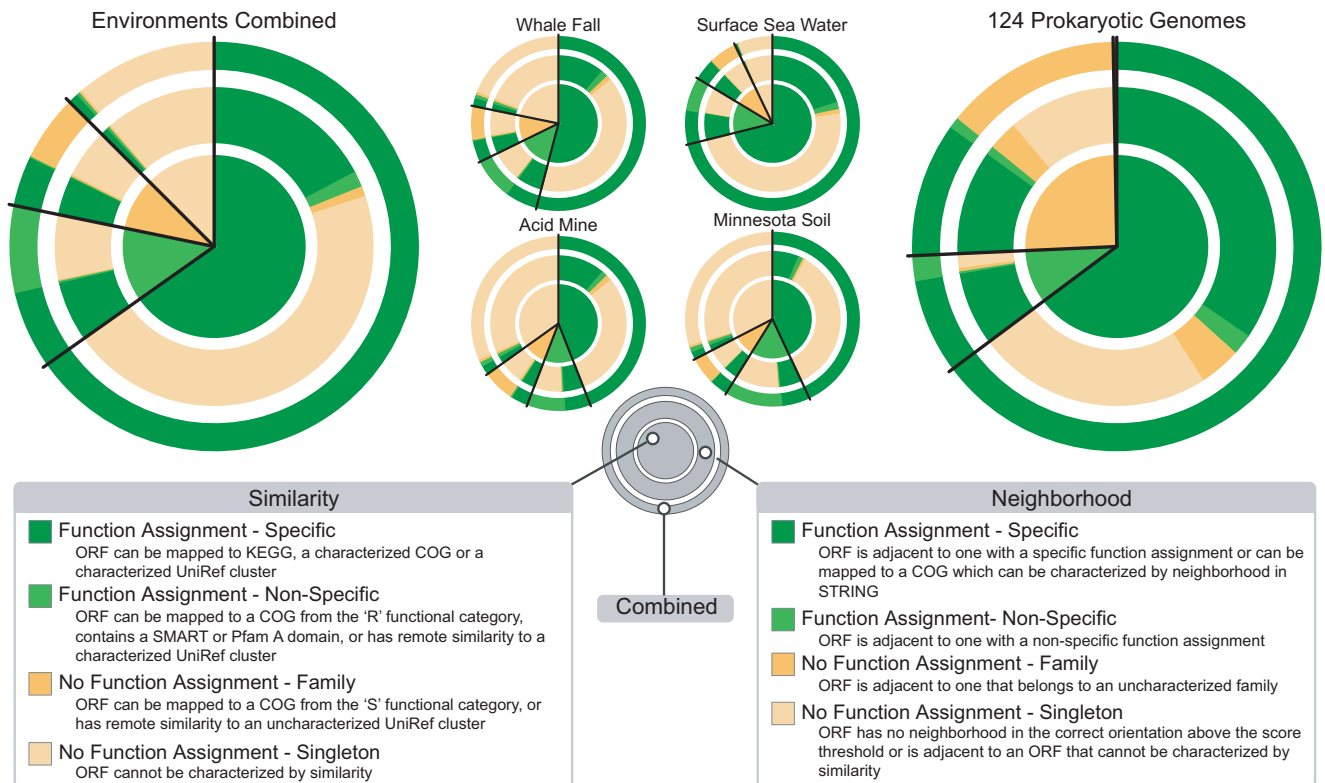 Environments Combined
Whale Fall
Surface Sea Water
124 Prokaryotic Genomes
Acid Mine
Minnesota Soil
Similarity
Function Assignment - Specific
ORF can be mapped to KEGG, a characterized COG or a
characterized UniRef cluster
Function Assignment - Non-Specific
ORF can be mapped to a COG from the ‘R’ functional category,
contains a SMART or Pfam A domain, or has remote similarity to a
characterized UniRef cluster
No Function Assignment - Family
ORF can be mapped to a COG from the ‘S’ functional category, or
has remote similarity to an uncharacterized UniRef cluster
No Function Assignment - Singleton
ORF cannot be characterized by similarity
Combined
Neighborhood
Function Assignment - Specific
ORF is adjacent to one with a specific function assignment or can be
mapped to a COG which can be characterized by neighborhood in
STRING
Function Assignment- Non-Specific
ORF is adjacent to one with a non-specific function assignment
No Function Assignment - Family
ORF is adjacent to one that belongs to an uncharacterized family
No Function Assignment - Singleton
ORF has no neighborhood in the correct orientation above the score
threshold or is adjacent to an ORF that cannot be characterized by
similarity